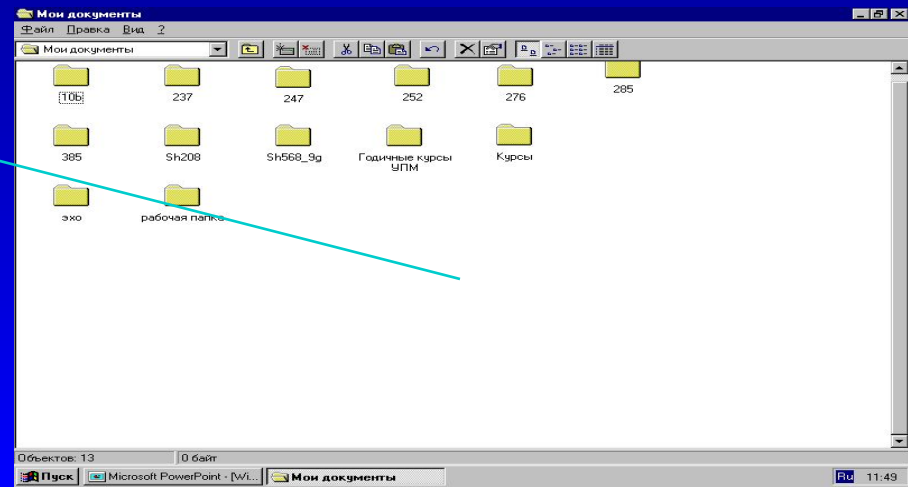 Мои документы
Файл Правка Вид ?
Мои документы
10b 237 247 252 276 285
385 Sh208 Sh568_9g Годичные курсы УПМ Курсы
эхо рабочая папка
Объектов: 13 0 байт
Пуск Microsoft PowerPoint - [Wi... Мои документы Ru 11:49